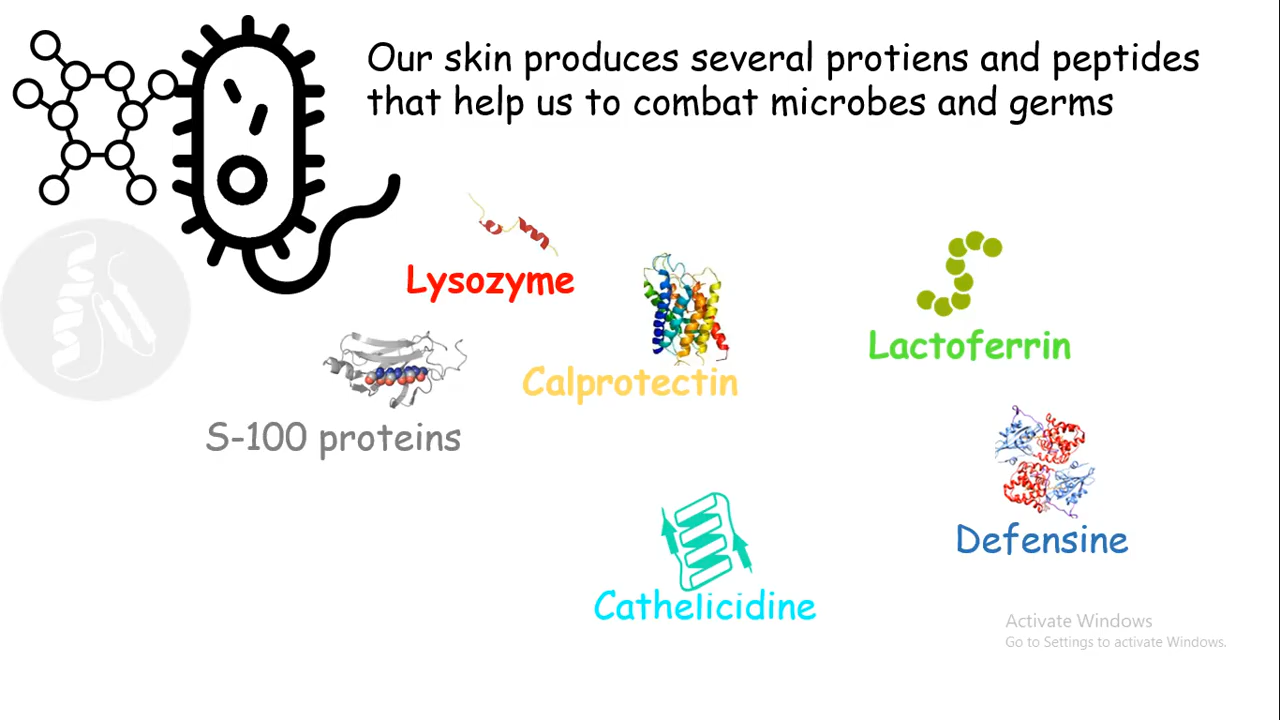 Our skin produces several protiens and peptides
that help us to combat microbes and germs
Lysozyme
Lactoferrin
Calprotectin
S-100 proteins
Defensine
Cathelicidine
Activate Windows
Go to Settings to activate Windows.